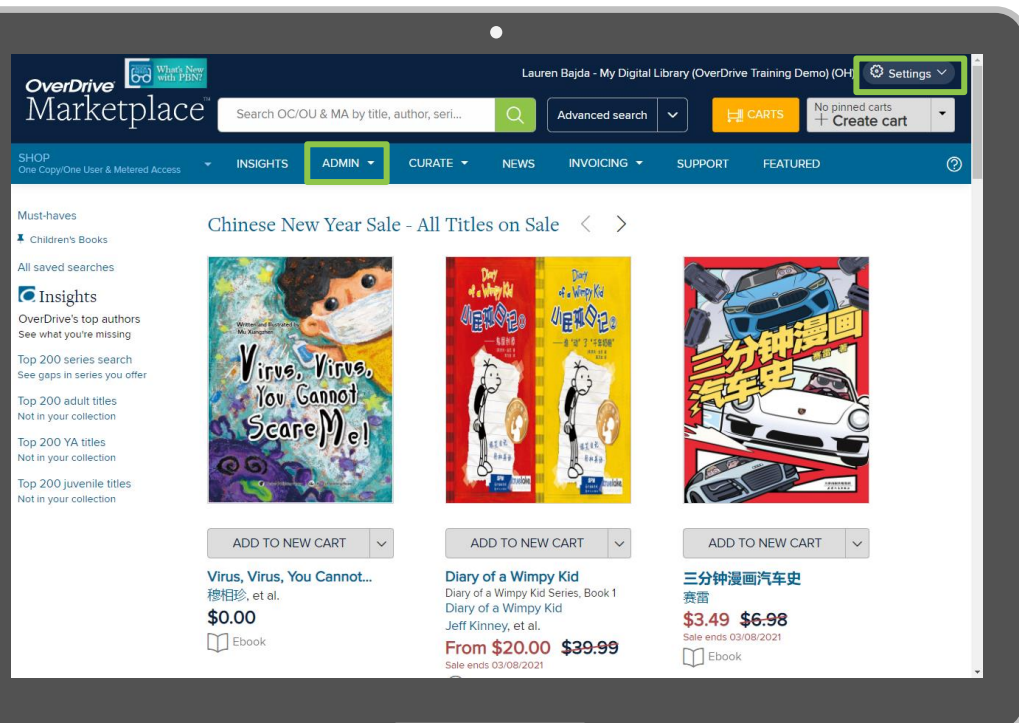 What's New
with PBN?
OverDrive
Marketplace™
Lauren Bajda - My Digital Library (OverDrive Training Demo) (OH)
Settings
Search OC/OU & MA by title, author, seri...
Advanced search
CARTS
No pinned carts
+ Create cart
SHOP
One Copy/One User & Metered Access
INSIGHTS
ADMIN
CURATE
NEWS
INVOICING
SUPPORT
FEATURED
Must-haves
Children's Books
All saved searches
Insights
OverDrive's top authors
See what you're missing
Top 200 series search
See gaps in series you offer
Top 200 adult titles
Not in your collection
Top 200 YA titles
Not in your collection
Top 200 juvenile titles
Not in your collection
Chinese New Year Sale - All Titles on Sale
Written and Illustrated by
Mu Xiangzhen
Virus, Virus,
You Cannot
Scare Me!
Diary
of a Wimpy Kid
小屁孩日记
Diary
of a Wimpy Kid
小屁孩日记
三分钟漫画
汽车史
ADD TO NEW CART
Virus, Virus, You Cannot...
穆相珍, et al.
$0.00
Ebook
ADD TO NEW CART
Diary of a Wimpy Kid
Diary of a Wimpy Kid Series, Book 1
Diary of a Wimpy Kid
Jeff Kinney, et al.
From $20.00 $39.99
Sale ends 03/08/2021
ADD TO NEW CART
三分钟漫画汽车史
赛雷
$3.49 $6.98
Sale ends 03/08/2021
Ebook